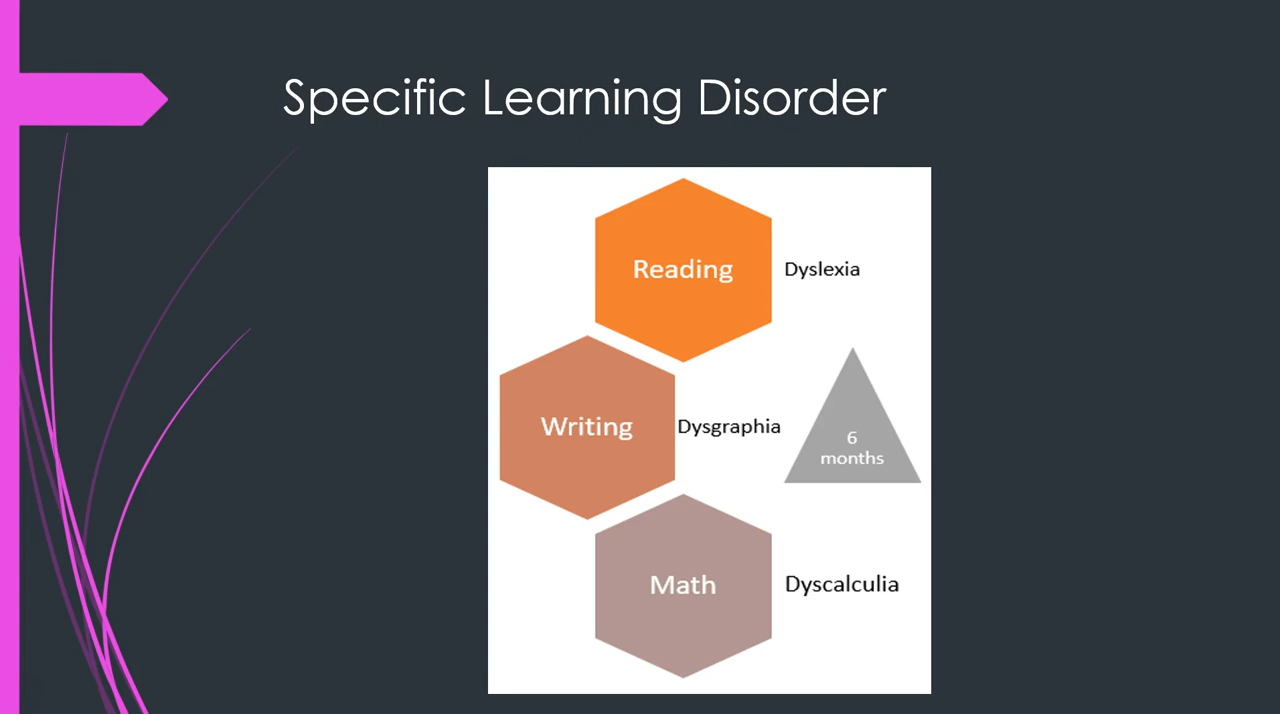 Specific Learning Disorder
Reading
Dyslexia
Writing
Dysgraphia
6
months
Math
Dyscalculia